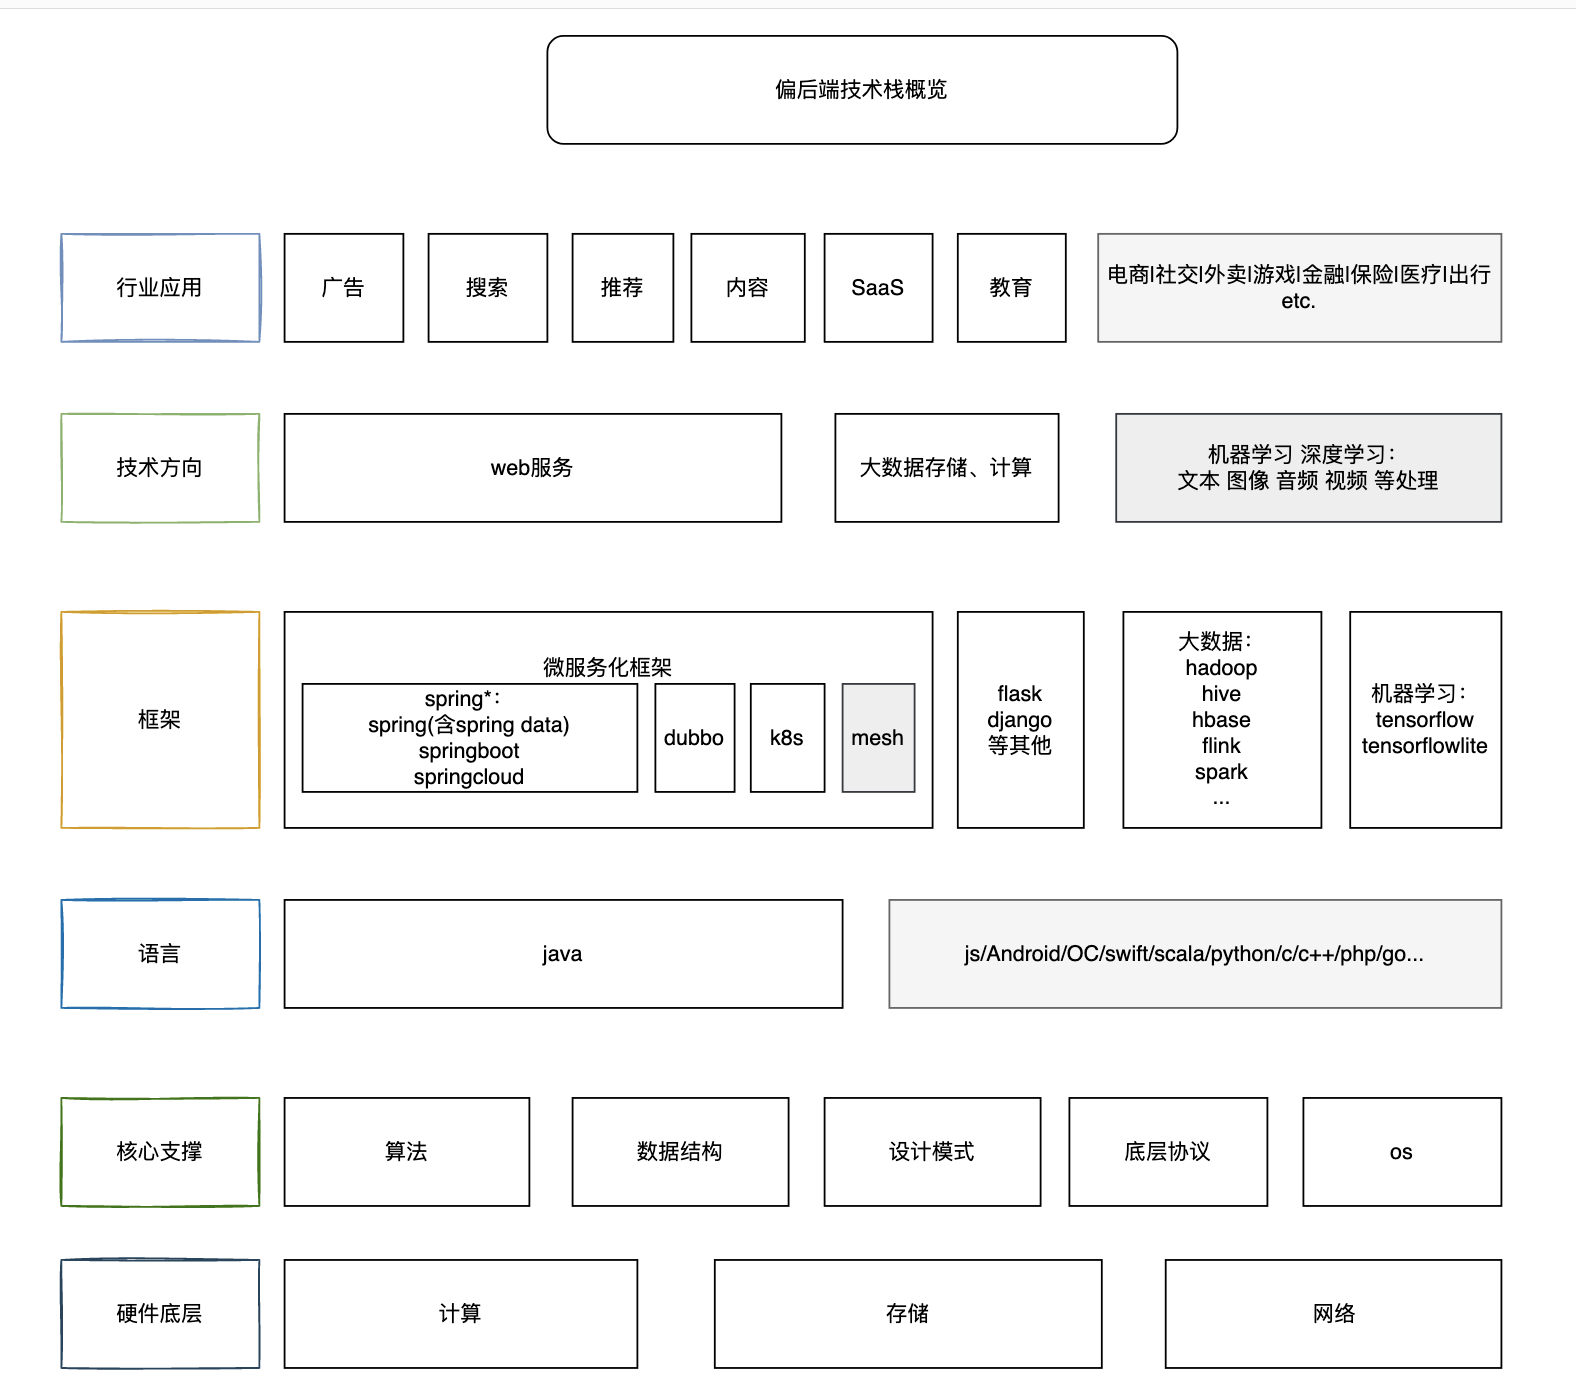 偏后端技术栈概览
行业应用
广告
搜索
推荐
内容
SaaS
教育
电商|社交|外卖|游戏|金融|保险|医疗|出行
etc.
技术方向
web服务
大数据存储、计算
机器学习 深度学习：
文本 图像 音频 视频 等处理
框架
微服务化框架
spring*：
spring(含spring data)
springboot
springcloud
dubbo
k8s
mesh
flask
django
等其他
大数据：
hadoop
hive
hbase
flink
spark
...
机器学习：
tensorflow
tensorflowlite
语言
java
js/Android/OC/swift/scala/python/c/c++/php/go...
核心支撑
算法
数据结构
设计模式
底层协议
os
硬件底层
计算
存储
网络